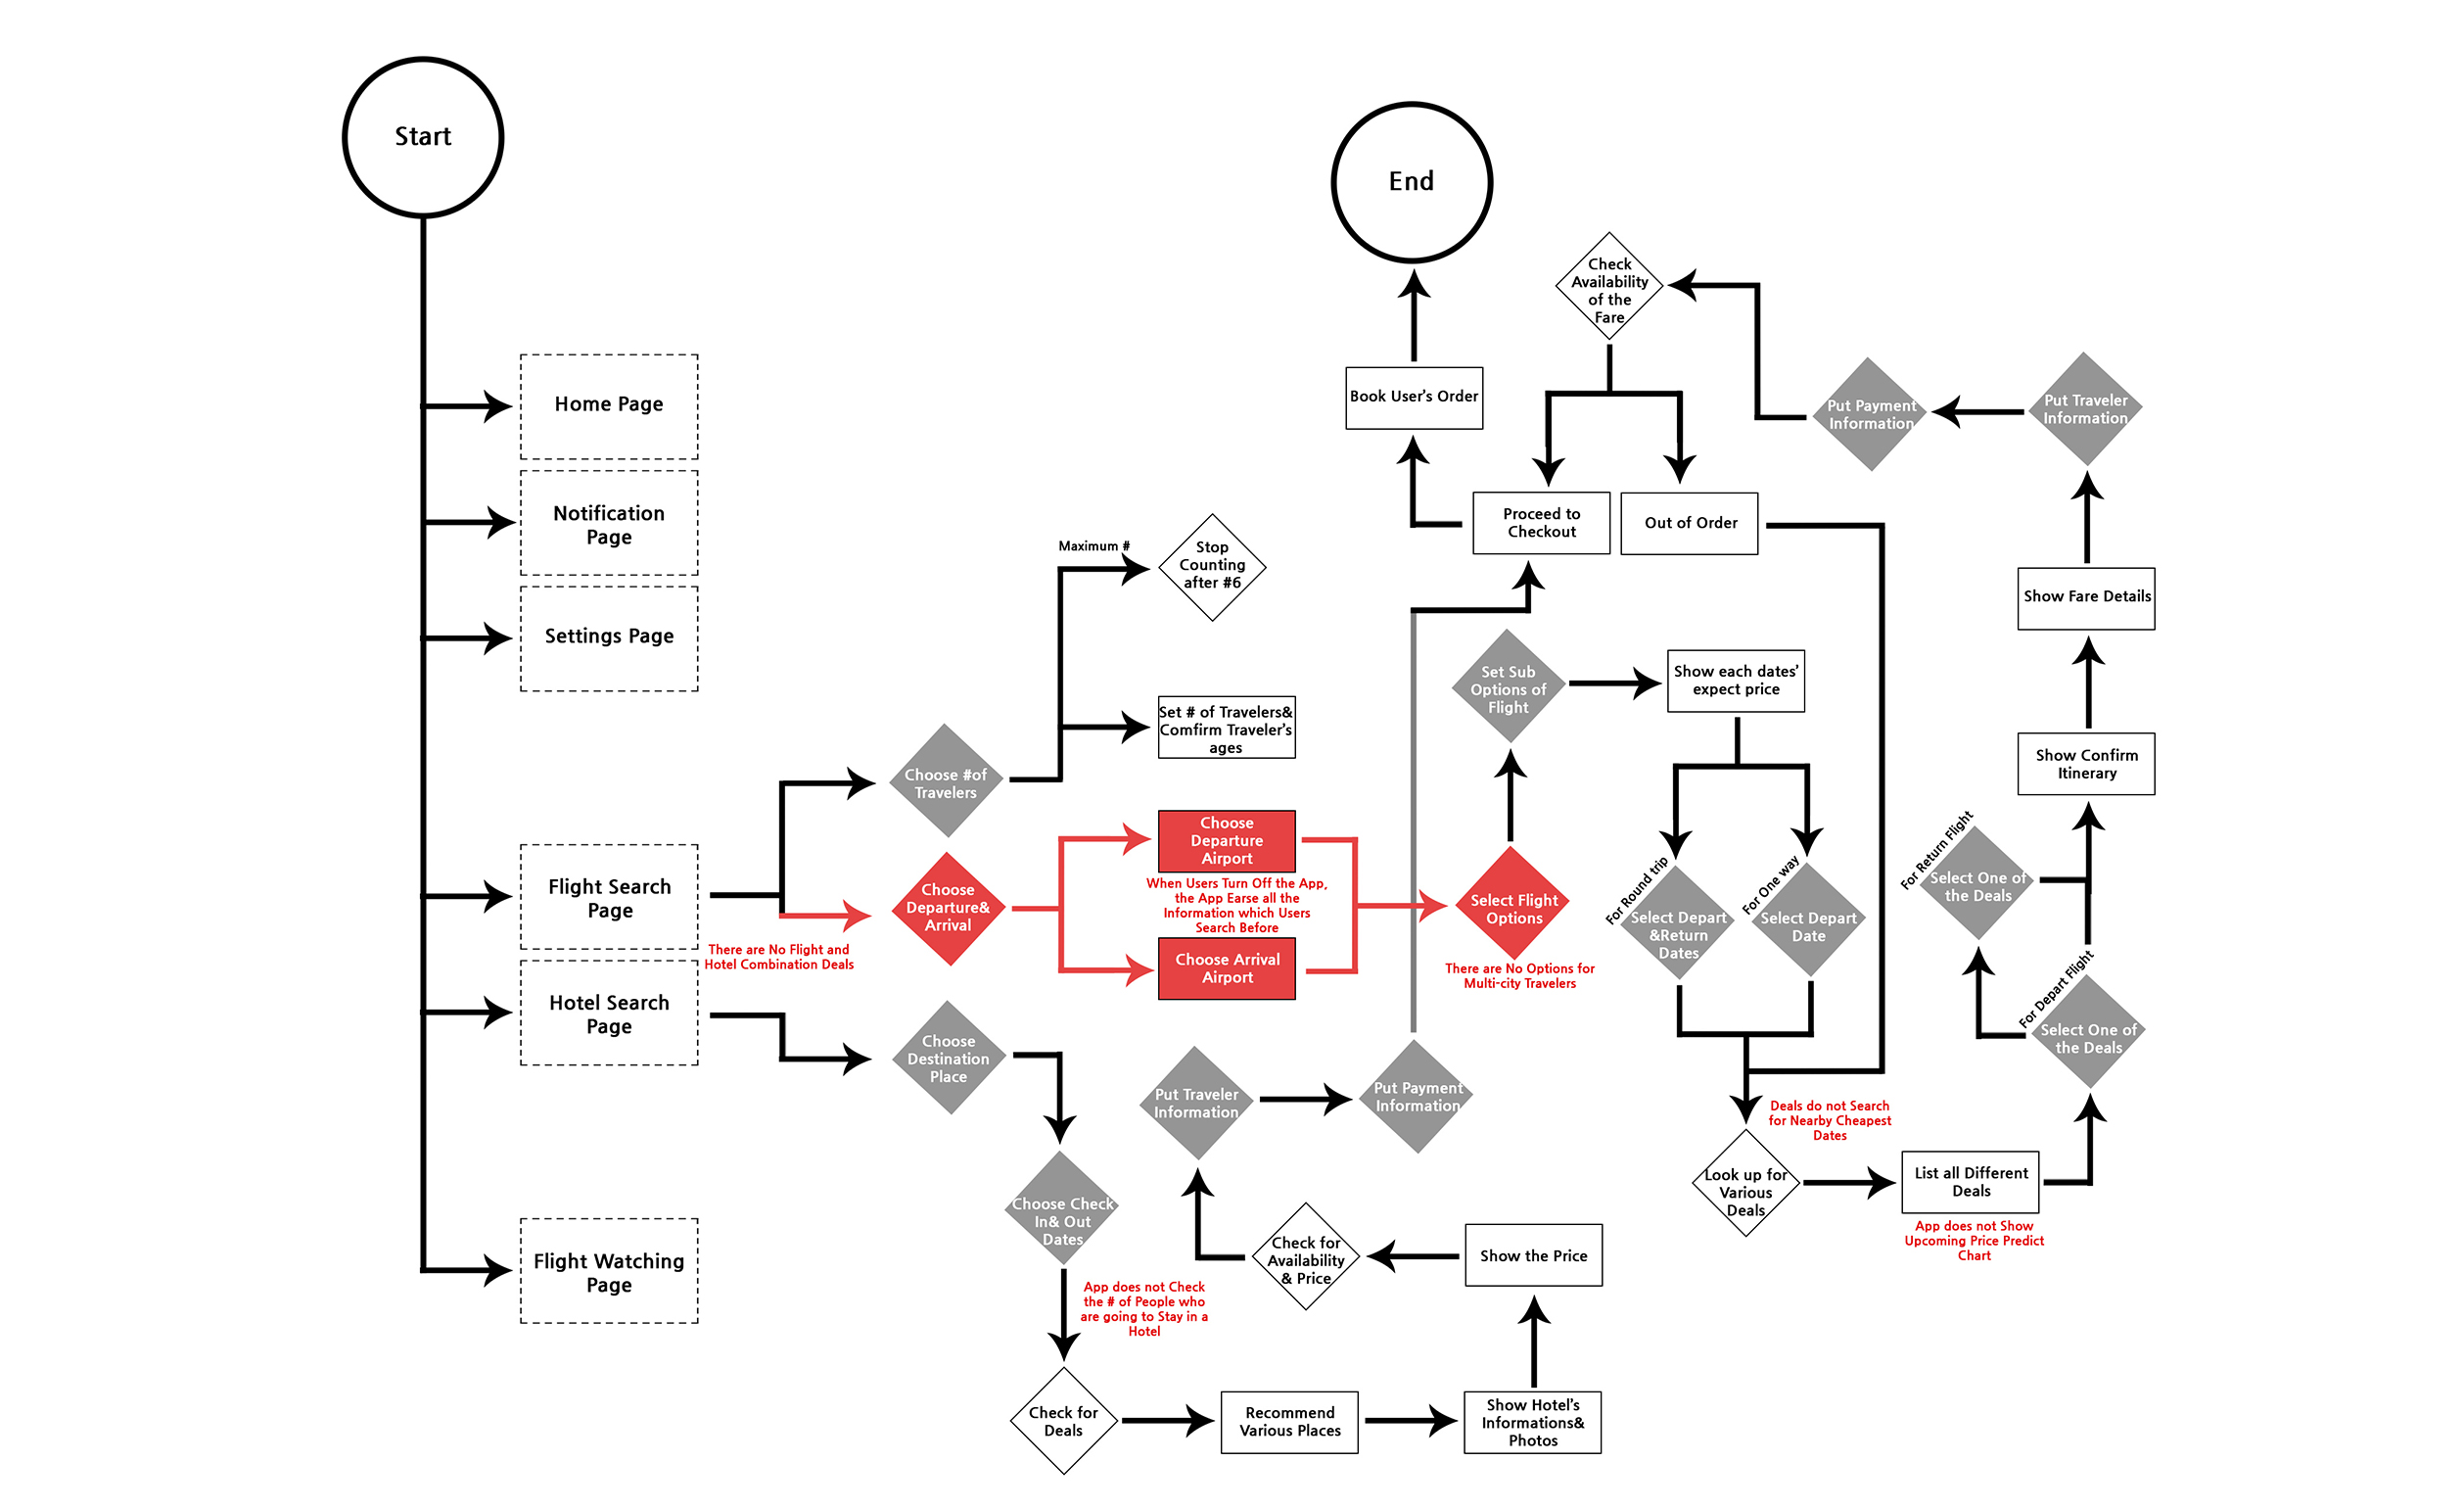 Start
End
Check
Availability
of the
Fare
Home Page
Book User's Order
Put Payment
Information
Put Traveler
Information
Notification
Page
Proceed to
Checkout
Out of Order
Maximum #
Stop
Counting
after #6
Show Fare Details
Settings Page
Set Sub
Options of
Flight
Show each dates'
expect price
Set # of Travelers&
Comfirm Traveler's
ages
Show Confirm
Itinerary
Choose #of
Travelers
Choose
Departure
Airport
Flight Search
Page
Choose
Departure&
Arrival
When Users Turn Off the App,
the App Earse all the
Information which Users
Search Before
Select Flight
Options
For Round trip
Select Depart
&Return
Dates
For One way
Select Depart
Date
For Return Flight
Select One of
the Deals
There are No Flight and
Hotel Combination Deals
Choose Arrival
Airport
There are No Options for
Multi-city Travelers
Hotel Search
Page
Choose
Destination
Place
For Depart Flight
Select One of
the Deals
Put Traveler
Information
Put Payment
Information
Deals do not Search
for Nearby Cheapest
Dates
Choose Check
In& Out
Dates
Look up for
Various
Deals
List all Different
Deals
App does not Show
Upcoming Price Predict
Chart
Flight Watching
Page
Check for
Availability
& Price
Show the Price
App does not Check
the # of People who
are going to Stay in a
Hotel
Check for
Deals
Recommend
Various Places
Show Hotel's
Informations&
Photos